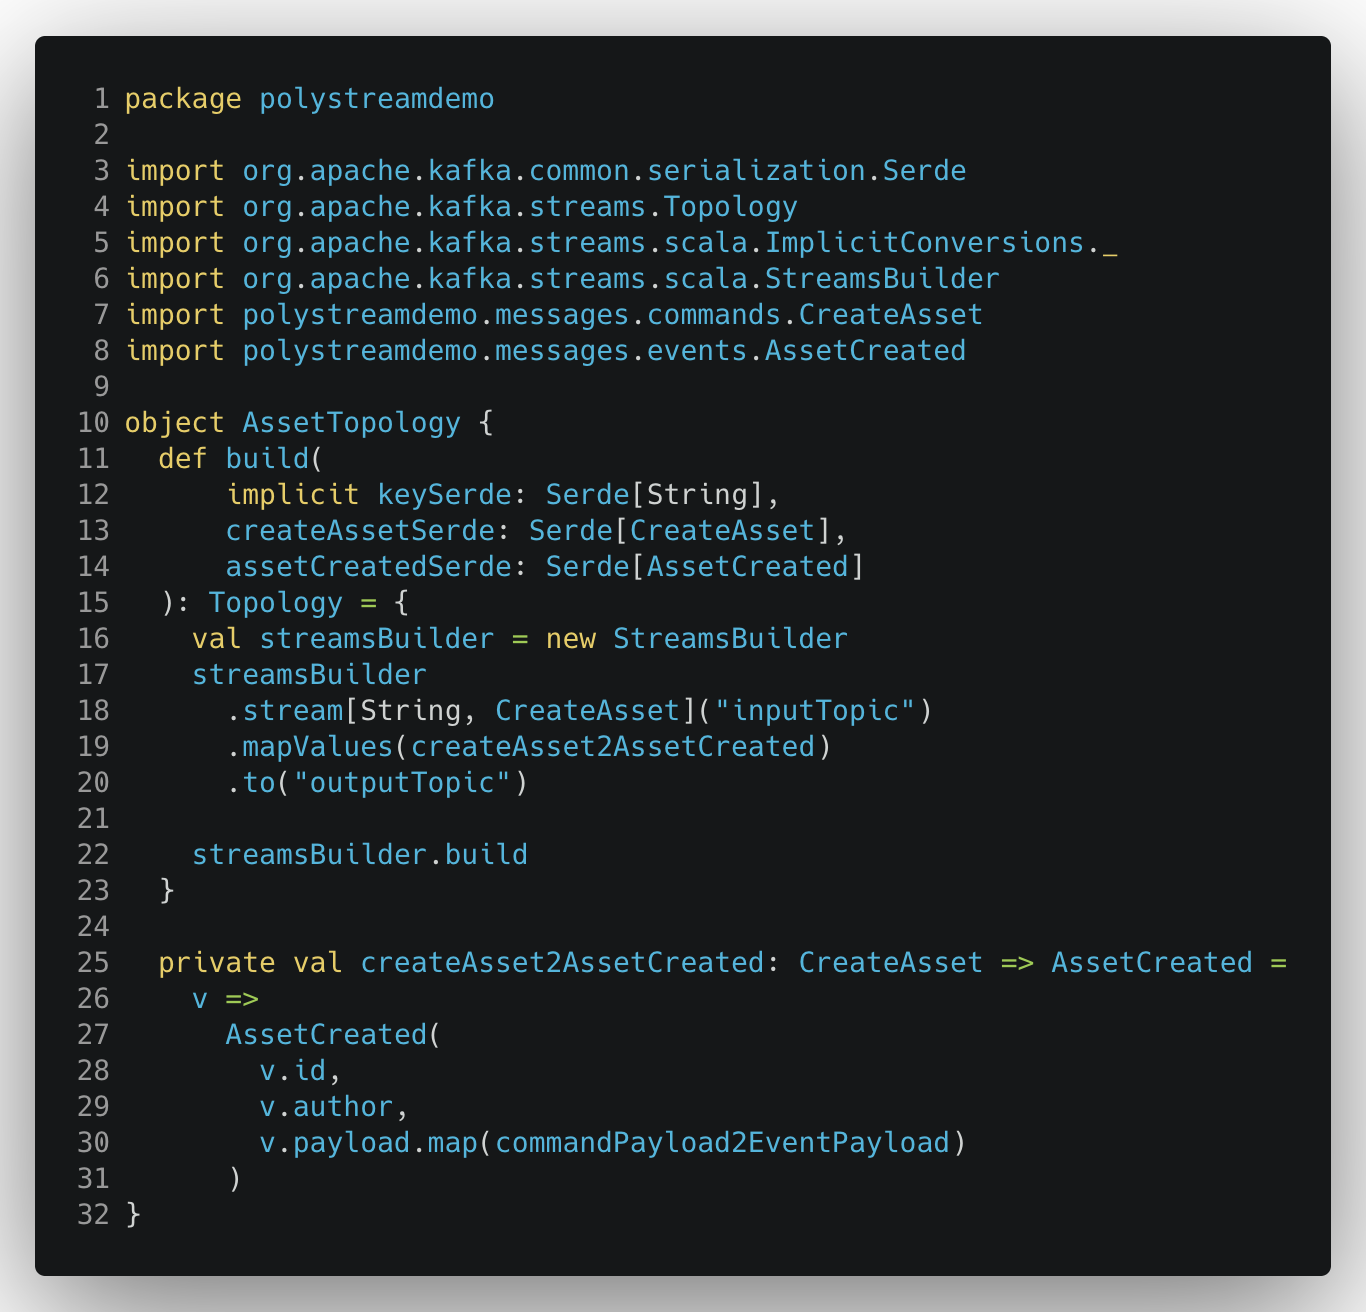 1 package polystreamdemo
2
3 import org.apache.kafka.common.serialization.Serde
4 import org.apache.kafka.streams.Topology
5 import org.apache.kafka.streams.scala.ImplicitConversions._
6 import org.apache.kafka.streams.scala.StreamsBuilder
7 import polystreamdemo.messages.commands.CreateAsset
8 import polystreamdemo.messages.events.AssetCreated
9
10 object AssetTopology {
11   def build(
12       implicit keySerde: Serde[String],
13       createAssetSerde: Serde[CreateAsset],
14       assetCreatedSerde: Serde[AssetCreated]
15   ): Topology = {
16     val streamsBuilder = new StreamsBuilder
17     streamsBuilder
18       .stream[String, CreateAsset]("inputTopic")
19       .mapValues(createAsset2AssetCreated)
20       .to("outputTopic")
21
22     streamsBuilder.build
23   }
24
25   private val createAsset2AssetCreated: CreateAsset => AssetCreated =
26     v =>
27       AssetCreated(
28         v.id,
29         v.author,
30         v.payload.map(commandPayload2EventPayload)
31       )
32 }